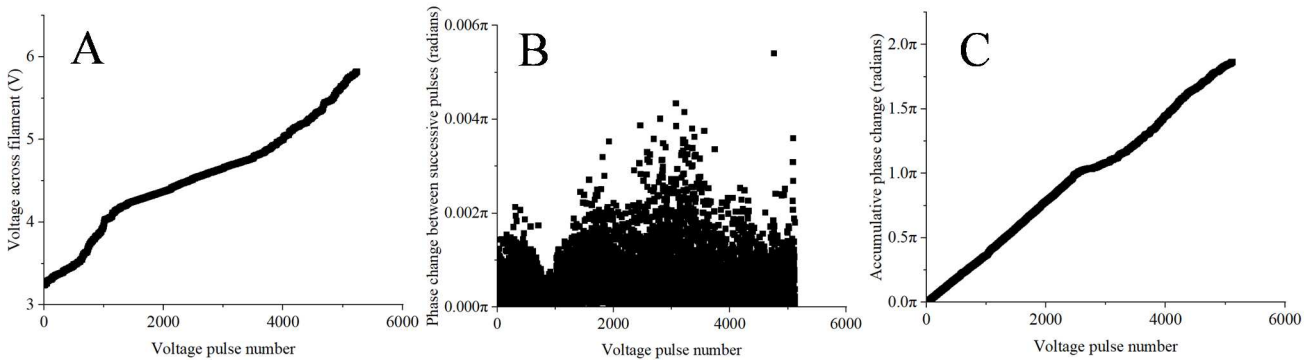 A
Voltage across filament (V)
6
5
4
3
0
2000
4000
6000
Voltage pulse number
B
Phase change between successive pulses (radians)
0.006π
0.004π
0.002π
0.000π
0
2000
4000
6000
Voltage pulse number
C
Accumulative phase change (radians)
2.0π
1.5π
1.0π
0.5π
0.0π
0
2000
4000
6000
Voltage pulse number